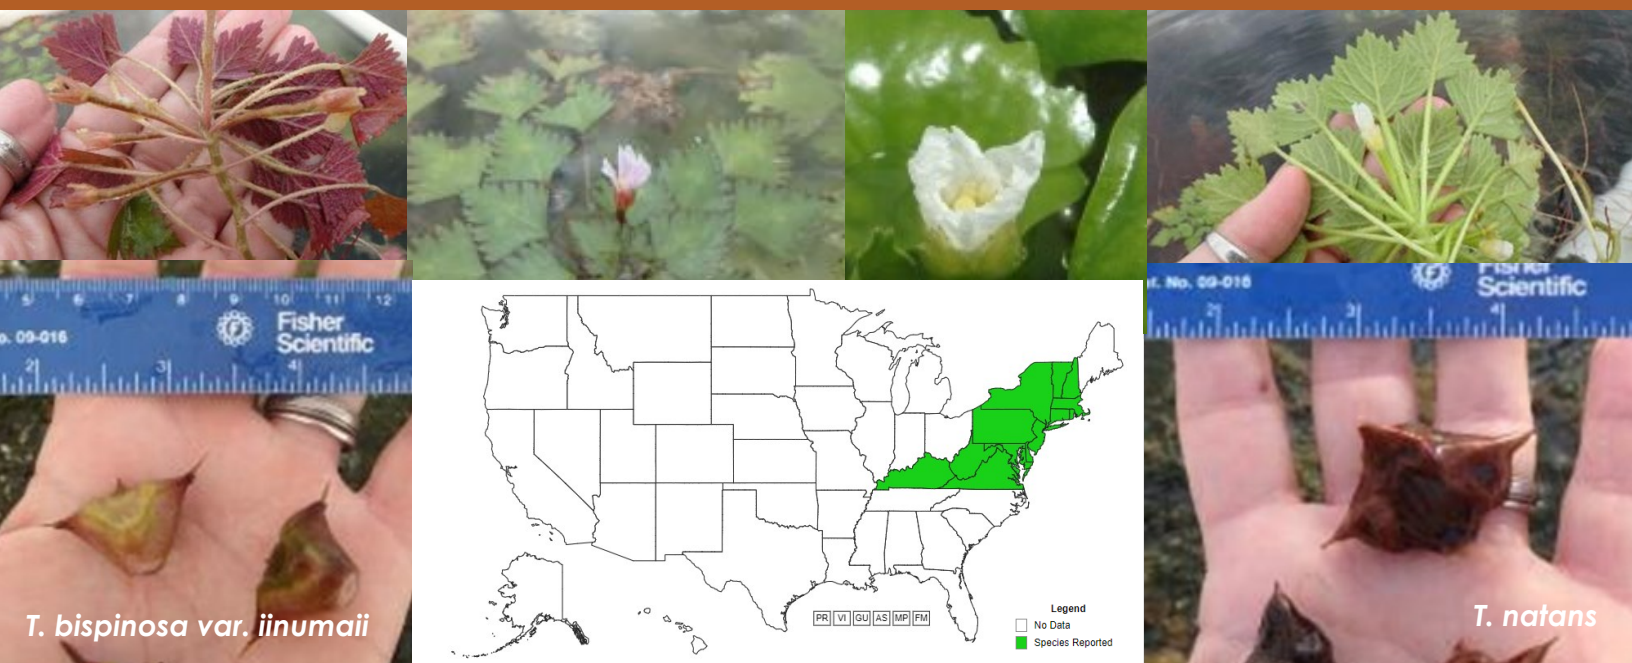 5 6 7 8 9 10 11 12
o. 09-016
Fisher
Scientific
2 3 4
T. bispinosa var. iinumaii
PR VI GU AS MP FM
Legend
No Data
Species Reported
No. 09-016
Fisher
Scientific
2 3 4
T. natans